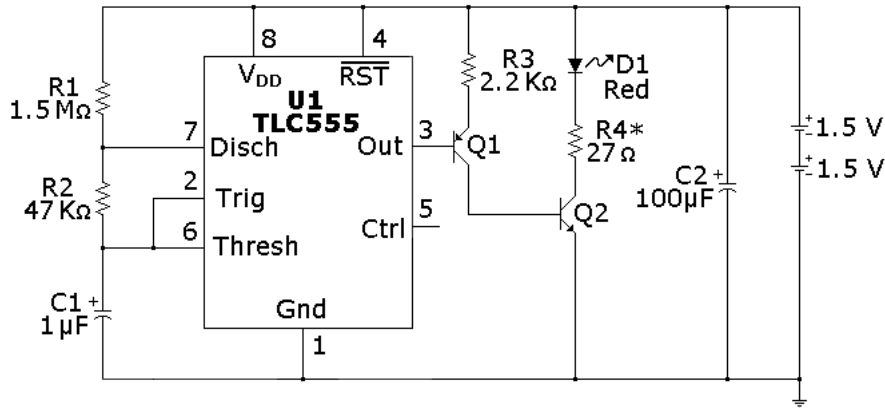 8
4
VDD
RST
R3
2.2 KΩ
D1
Red
R1
1.5 MΩ
U1
TLC555
7
Disch
Out
3
Q1
R4*
27 Ω
1.5 V
1.5 V
R2
47 KΩ
2
Trig
6
Thresh
5
Ctrl
Q2
C2
100µF
C1
1 µF
Gnd
1